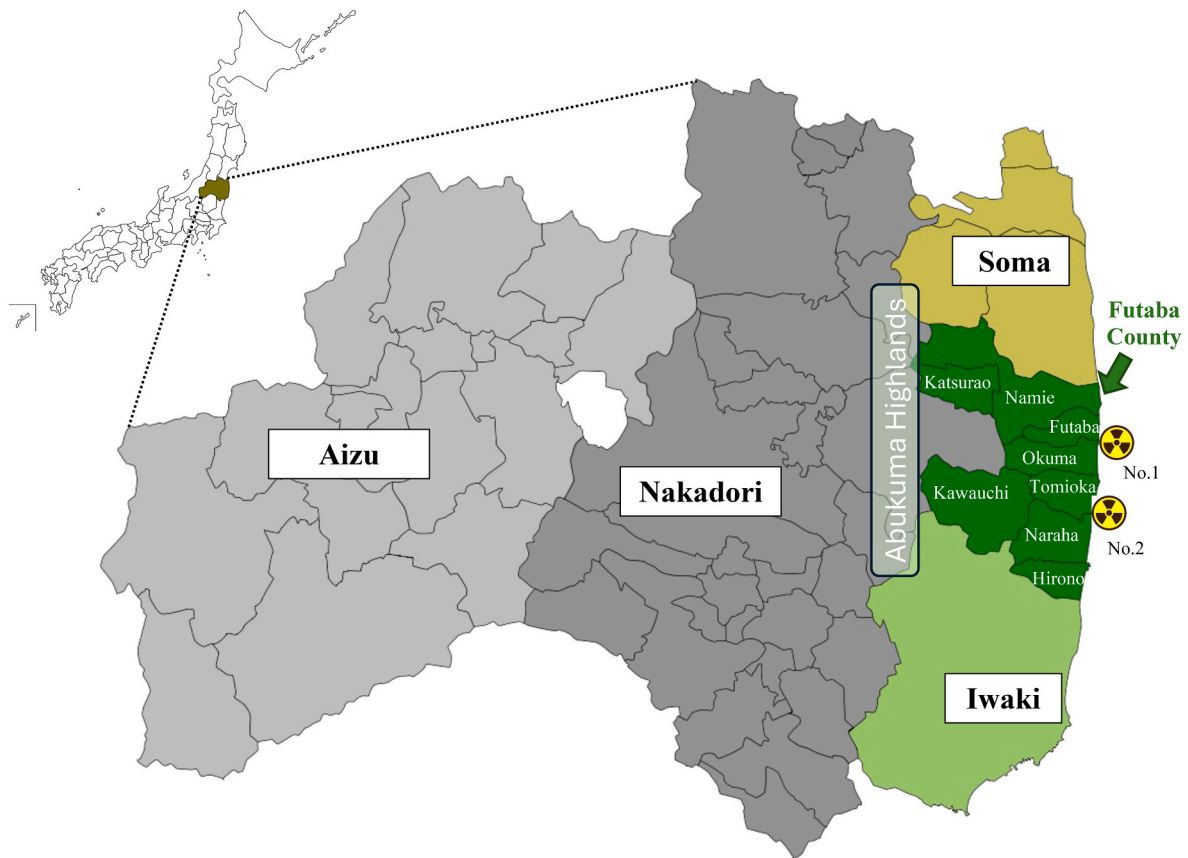 Soma
Futaba
County
Abukuma Highlands
Katsurao
Namie
Futaba
Aizu
Okuma
No.1
Nakadori
Kawauchi
Tomioka
Naraha
No.2
Hirono
Iwaki